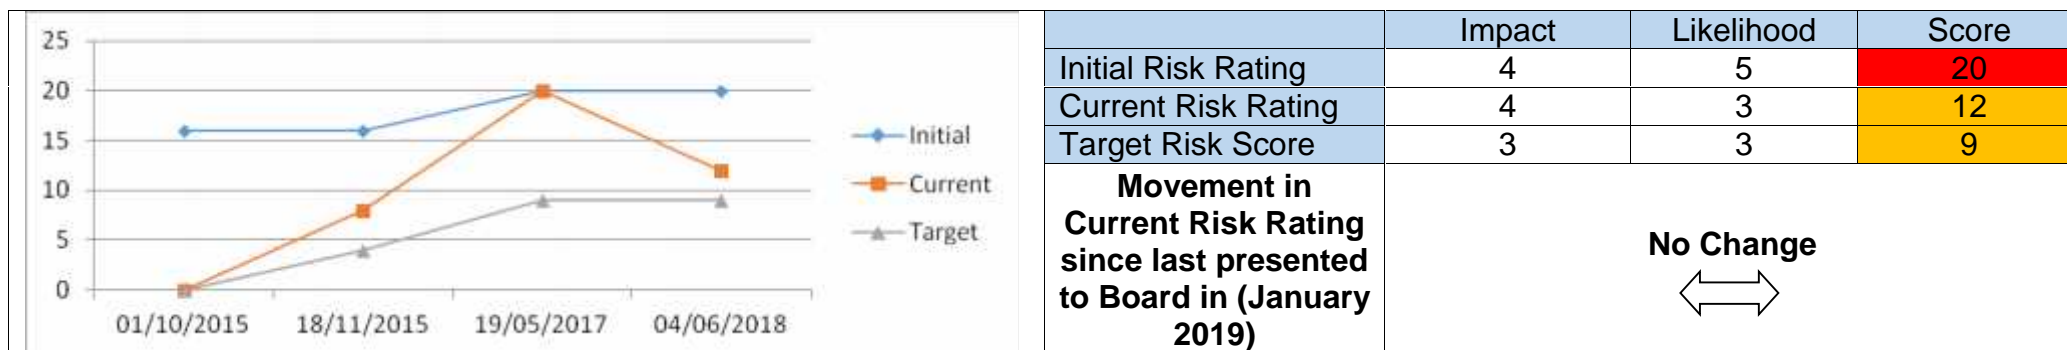 25
20
15
10
5
0
01/10/2015 18/11/2015 19/05/2017 04/06/2018
Initial
Current
Target
Impact Likelihood Score
Initial Risk Rating 4 5 20
Current Risk Rating 4 3 12
Target Risk Score 3 3 9
Movement in
Current Risk Rating
since last presented
to Board in (January
2019)
No Change